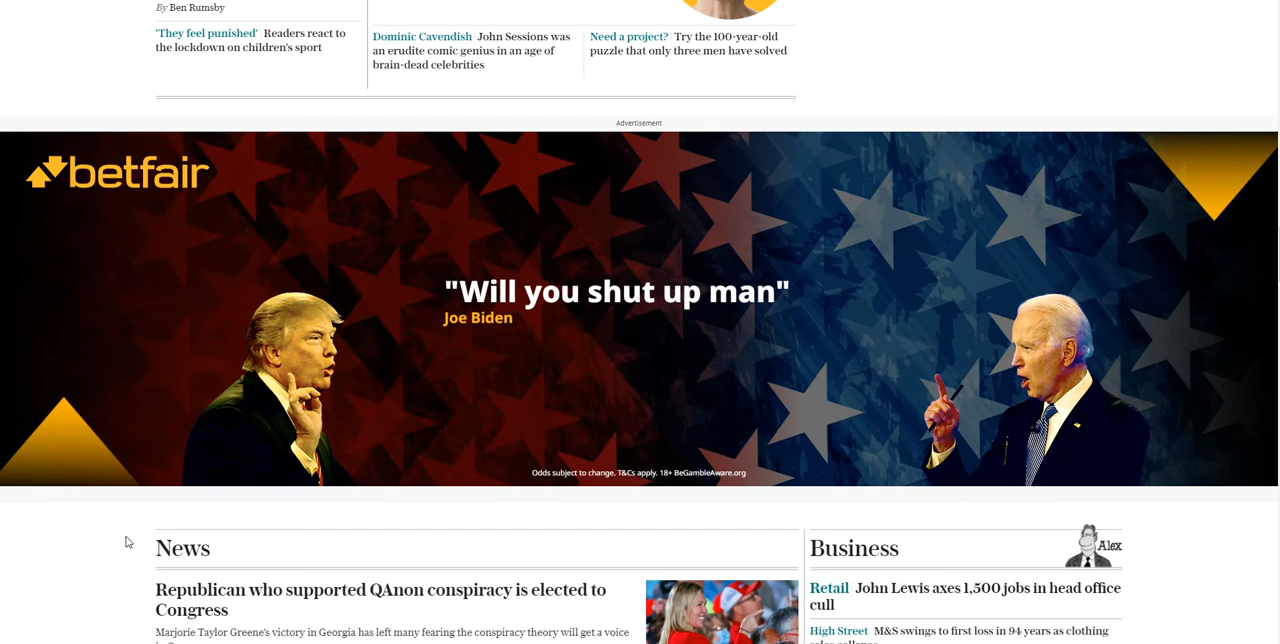 By Ben Rumsby
'They feel punished' Readers react to
the lockdown on children's sport
Dominic Cavendish John Sessions was
an erudite comic genius in an age of
brain-dead celebrities
Need a project? Try the 100-year-old
puzzle that only three men have solved
Advertisement
betfair
"Will you shut up man"
Joe Biden
Odds subject to change. T&Cs apply. 18+ BeGambleAware.org
News
Republican who supported QAnon conspiracy is elected to
Congress
Marjorie Taylor Greene's victory in Georgia has left many fearing the conspiracy theory will get a voice
Business
Alex
Retail John Lewis axes 1,500 jobs in head office
cull
High Street M&S swings to first loss in 94 years as clothing